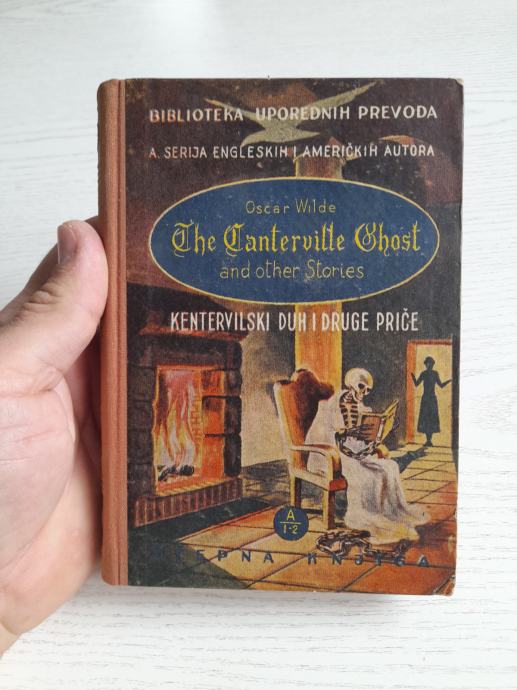 BIBLIOTEKA UPOREDNIH PREVODA
A. SERIJA ENGLESKIH I AMERIČKIH AUTORA
Oscar Wilde
The Canterville Ghost
and other Stories
KENTERVILSKI DUH I DRUGE PRIČE
A
1-2
DŽEPNA KNJIGA